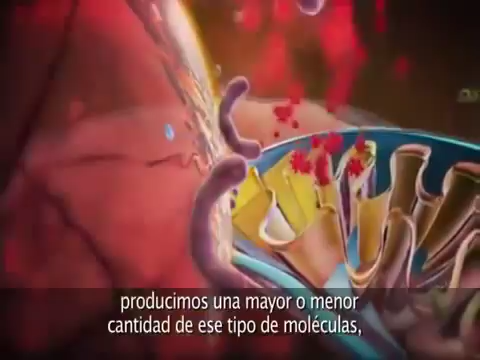 producimos una mayor o menor
cantidad de ese tipo de moléculas,